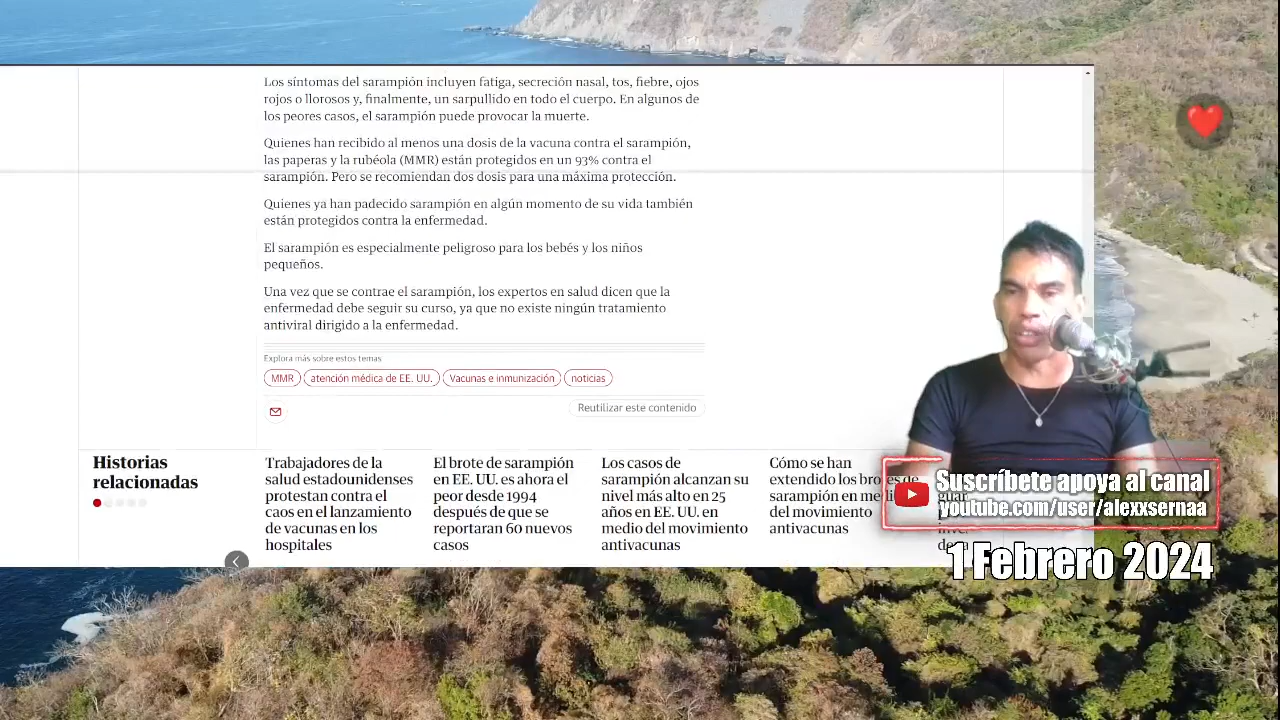 Los síntomas del sarampión incluyen fatiga, secreción nasal, tos, fiebre, ojos
rojos o llorosos y, finalmente, un sarpullido en todo el cuerpo. En algunos de
los peores casos, el sarampión puede provocar la muerte.
Quienes han recibido al menos una dosis de la vacuna contra el sarampión,
las paperas y la rubéola (MMR) están protegidos en un 93% contra el
sarampión. Pero se recomiendan dos dosis para una máxima protección.
Quienes ya han padecido sarampión en algún momento de su vida también
están protegidos contra la enfermedad.
El sarampión es especialmente peligroso para los bebés y los niños
pequeños.
Una vez que se contrae el sarampión, los expertos en salud dicen que la
enfermedad debe seguir su curso, ya que no existe ningún tratamiento
antiviral dirigido a la enfermedad.
Explora más sobre estos temas
MMR
atención médica de EE. UU.
Vacunas e inmunización
noticias
Reutilizar este contenido
Historias
relacionadas
Trabajadores de la
salud estadounidenses
protestan contra el
caos en el lanzamiento
de vacunas en los
hospitales
El brote de sarampión
en EE. UU. es ahora el
peor desde 1994
después de que se
reportaran 60 nuevos
casos
Los casos de
sarampión alcanzan su
nivel más alto en 25
años en EE. UU. en
medio del movimiento
antivacunas
Cómo se han
extendido los brotes de
sarampión en medio
del movimiento
antivacunas
Suscríbete apoya al canal
youtube.com/user/alexxsernaa
1 Febrero 2024